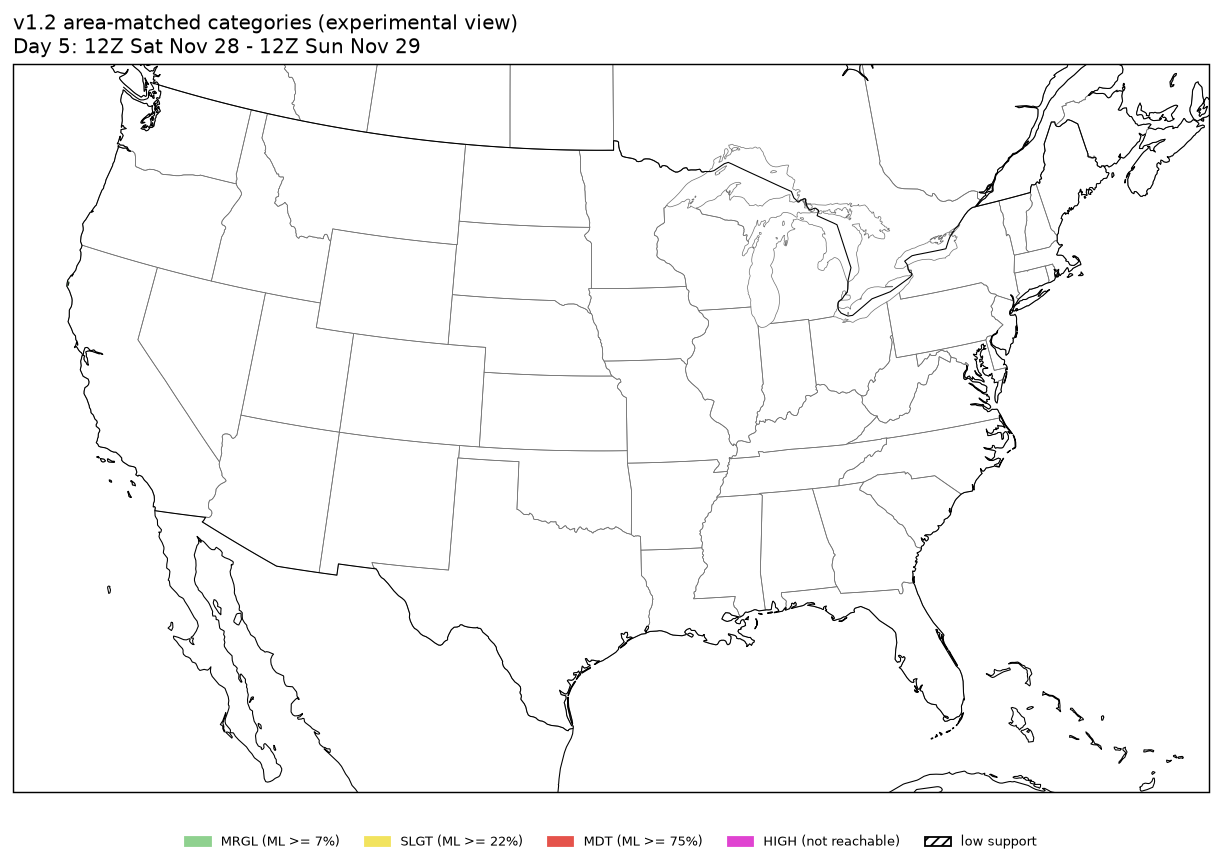 v1.2 area-matched categories (experimental view)
Day 5: 12Z Sat Nov 28 - 12Z Sun Nov 29
MRGL (ML >= 7%) SLGT (ML >= 22%) MDT (ML >= 75%) HIGH (not reachable) low support